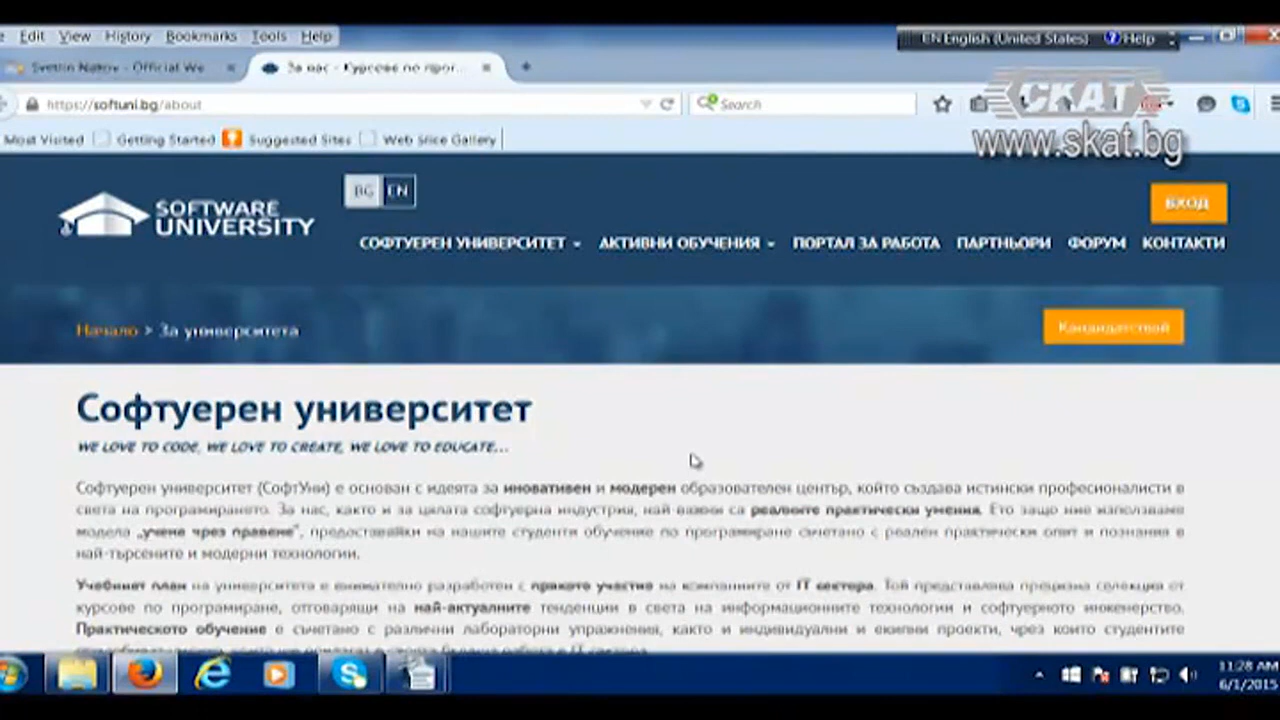 Edit View History Bookmarks Tools Help
EN English (United States) Help
СКАТ
www.skat.bg
Svetlin Nakov - Official We
За нас - Курсове по прог...
https://softuni.bg/about
Search
Most Visited Getting Started Suggested Sites Web Slice Gallery
BG EN
SOFTWARE
UNIVERSITY
ВХОД
СОФТУЕРЕН УНИВЕРСИТЕТ АКТИВНИ ОБУЧЕНИЯ ПОРТАЛ ЗА РАБОТА ПАРТНЬОРИ ФОРУМ КОНТАКТИ
Начало > За университета
Кандидатствай
Софтуерен университет
WE LOVE TO CODE, WE LOVE TO CREATE, WE LOVE TO EDUCATE...
Софтуерен университет (СофтУни) е основан с идеята за иновативен и модерен образователен център, който създава истински професионалисти в
света на програмирането. За нас, както и за цялата софтуерна индустрия, най-важни са реалните практически умения. Ето защо ние използваме
модела „учене чрез правене", предоставяйки на нашите студенти обучение по програмиране съчетано с реален практически опит и познания в
най-търсените и модерни технологии.
Учебният план на университета е внимателно разработен с прякото участие на компаниите от IT сектора. Той представлява прецизна селекция от
курсове по програмиране, отговарящи на най-актуалните тенденции в света на информационните технологии и софтуерното инженерство.
Практическото обучение е съчетано с различни лабораторни упражнения, както и индивидуални и екипни проекти, чрез които студентите
11:28 AM
6/1/2015